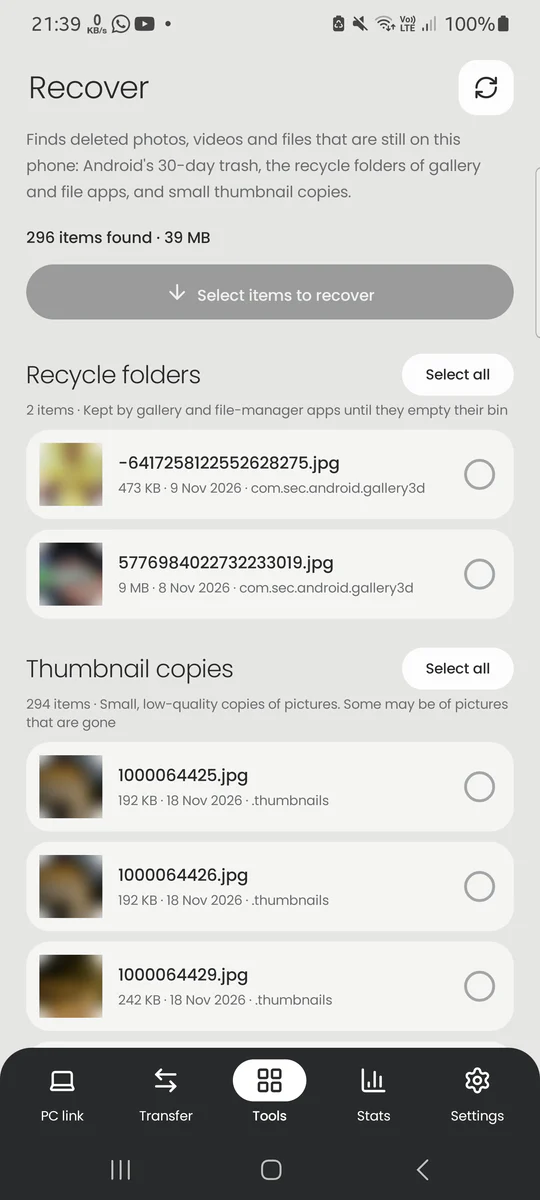 21:39 0 KB/s Vo)) LTE 100%
Recover
Finds deleted photos, videos and files that are still on this
phone: Android's 30-day trash, the recycle folders of gallery
and file apps, and small thumbnail copies.
296 items found · 39 MB
Select items to recover
Recycle folders
Select all
2 items · Kept by gallery and file-manager apps until they empty their bin
-6417258122552628275.jpg
473 KB · 9 Nov 2026 · com.sec.android.gallery3d
5776984022732233019.jpg
9 MB · 8 Nov 2026 · com.sec.android.gallery3d
Thumbnail copies
Select all
294 items · Small, low-quality copies of pictures. Some may be of pictures
that are gone
1000064425.jpg
192 KB · 18 Nov 2026 · .thumbnails
1000064426.jpg
192 KB · 18 Nov 2026 · .thumbnails
1000064429.jpg
242 KB · 18 Nov 2026 · .thumbnails
PC link
Transfer
Tools
Stats
Settings